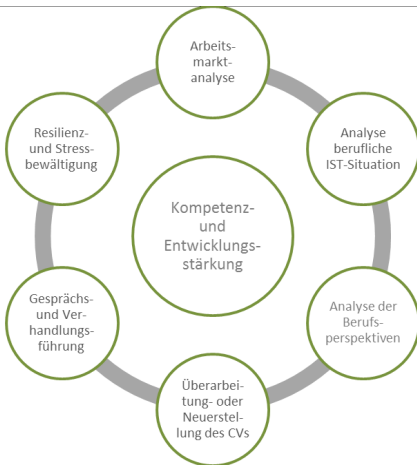 Arbeits-
markt-
analyse
Analyse
berufliche
IST-Situation
Analyse der
Berufs-
perspektiven
Überarbei-
tung- oder
Neuerstel-
lung des CVs
Gesprächs-
und Ver-
handlungs-
führung
Resilienz-
und Stress-
bewältigung
Kompetenz-
und
Entwicklungs-
stärkung